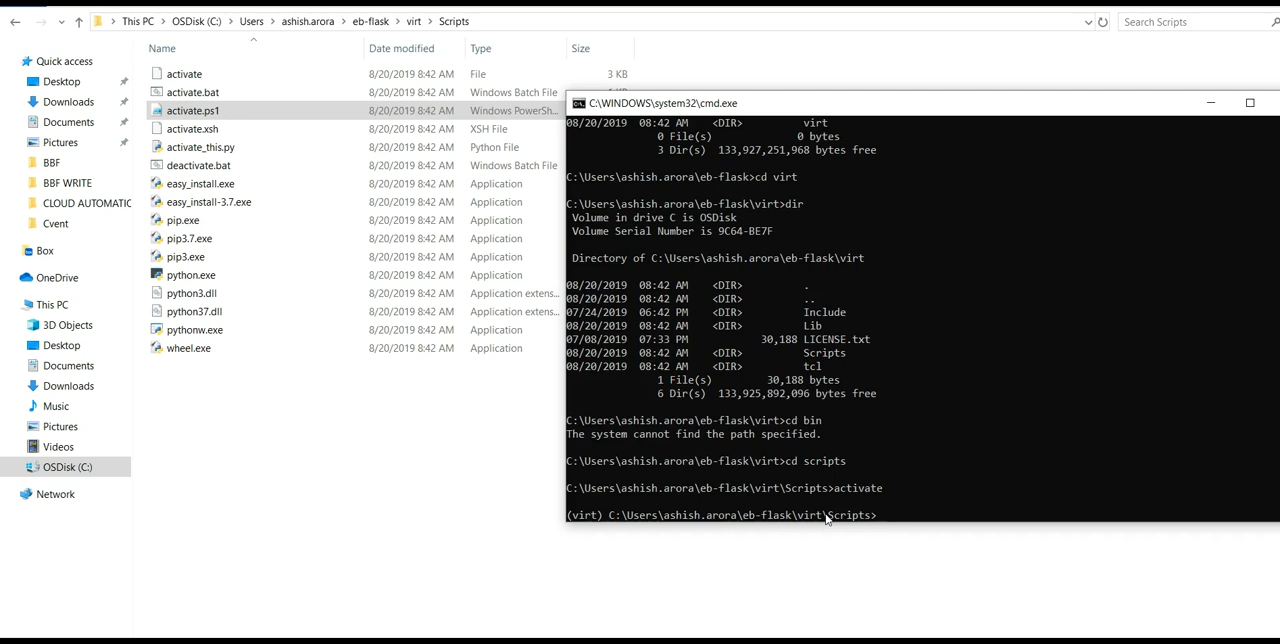 This PC > OSDisk (C:) > Users > ashish.arora > eb-flask > virt > Scripts
Search Scripts
Name Date modified Type Size
Quick access
Desktop
Downloads
Documents
Pictures
BBF
BBF WRITE
CLOUD AUTOMATIC
Cvent
Box
OneDrive
This PC
3D Objects
Desktop
Documents
Downloads
Music
Pictures
Videos
OSDisk (C:)
Network
activate 8/20/2019 8:42 AM File 3 KB
activate.bat 8/20/2019 8:42 AM Windows Batch File
activate.ps1 8/20/2019 8:42 AM Windows PowerSh...
activate.xsh 8/20/2019 8:42 AM XSH File
activate_this.py 8/20/2019 8:42 AM Python File
deactivate.bat 8/20/2019 8:42 AM Windows Batch File
easy_install.exe 8/20/2019 8:42 AM Application
easy_install-3.7.exe 8/20/2019 8:42 AM Application
pip.exe 8/20/2019 8:42 AM Application
pip3.7.exe 8/20/2019 8:42 AM Application
pip3.exe 8/20/2019 8:42 AM Application
python.exe 8/20/2019 8:42 AM Application
python3.dll 8/20/2019 8:42 AM Application extens...
python37.dll 8/20/2019 8:42 AM Application extens...
pythonw.exe 8/20/2019 8:42 AM Application
wheel.exe 8/20/2019 8:42 AM Application
C:\WINDOWS\system32\cmd.exe
08/20/2019 08:42 AM <DIR> virt
0 File(s) 0 bytes
3 Dir(s) 133,927,251,968 bytes free
C:\Users\ashish.arora\eb-flask>cd virt
C:\Users\ashish.arora\eb-flask\virt>dir
Volume in drive C is OSDisk
Volume Serial Number is 9C64-BE7F
Directory of C:\Users\ashish.arora\eb-flask\virt
08/20/2019 08:42 AM <DIR> .
08/20/2019 08:42 AM <DIR> ..
07/24/2019 06:42 PM <DIR> Include
08/20/2019 08:42 AM <DIR> Lib
07/08/2019 07:33 PM 30,188 LICENSE.txt
08/20/2019 08:42 AM <DIR> Scripts
08/20/2019 08:42 AM <DIR> tcl
1 File(s) 30,188 bytes
6 Dir(s) 133,925,892,096 bytes free
C:\Users\ashish.arora\eb-flask\virt>cd bin
The system cannot find the path specified.
C:\Users\ashish.arora\eb-flask\virt>cd scripts
C:\Users\ashish.arora\eb-flask\virt\Scripts>activate
(virt) C:\Users\ashish.arora\eb-flask\virt\Scripts>